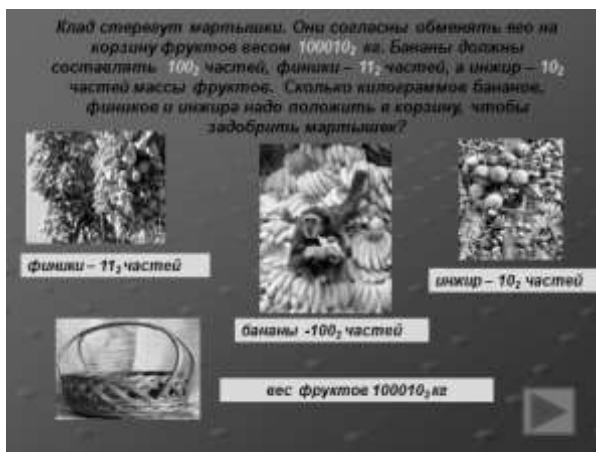 Клад стерегут мартышки. Они согласны обменять его на
корзину фруктов весом 100010₂ кг. Бананы должны
составлять 100₂ частей, финики – 11₂ частей, а инжир – 10₂
частей массы фруктов. Сколько килограммов бананов,
фиников и инжира надо положить в корзину, чтобы
задобрить мартышек?
финики – 11₂ частей
инжир – 10₂ частей
бананы -100₂ частей
вес фруктов 100010₂ кг